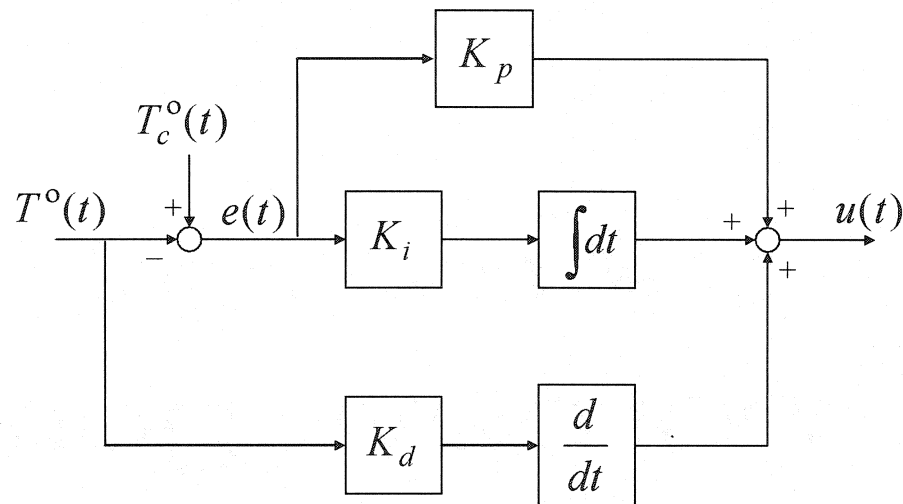 K_p
T_c^o(t)
T^o(t)
+
e(t)
−
K_i
∫dt
+
+
u(t)
+
K_d
d/dt